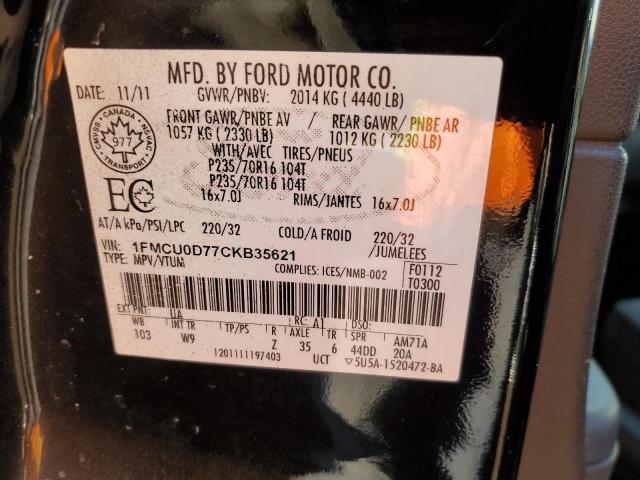 MFD. BY FORD MOTOR CO.
DATE: 11/11 GVWR/PNBV: 2014 KG ( 4440 LB)
FRONT GAWR/PNBE AV / REAR GAWR/ PNBE AR
1057 KG ( 2330 LB) 1012 KG ( 2230 LB)
WITH/AVEC TIRES/PNEUS
P235/70R16 104T
P235/70R16 104T
16x7.0J RIMS/JANTES 16x7.0J
CANADA
CMVSS NSVAC
977
TRANSPORT
EC
AT/A kPa/PSI/LPC 220/32 COLD/A FROID 220/32
/JUMELEES
VIN: 1FMCU0D77CKB35621
TYPE: MPV/VTUM COMPLIES: ICES/NMB-002
F0112
T0300
EXT PNT: UA RC: A1 DSO:
WB INT TR TP/PS R AXLE TR SPR AM71A
103 W9 Z 35 6 44DD 20A
1201111197403 UCT ▽5U5A-1520472-BA